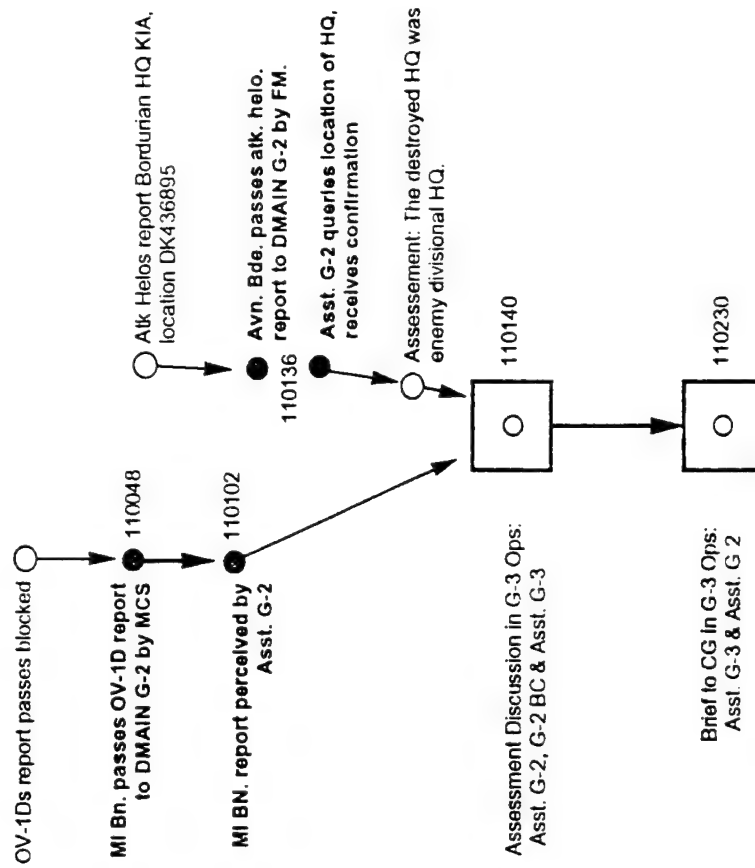 OV-1Ds report passes blocked
MI Bn. passes OV-1D report
to DMAIN G-2 by MCS
110048
MI BN. report perceived by
Asst. G-2
110102
Atk Helos report Bordurian HQ KIA,
location DK436895
Avn. Bde. passes atk. helo.
report to DMAIN G-2 by FM.
110136
Asst. G-2 queries location of HQ,
receives confirmation
Assessement: The destroyed HQ was
enemy divisional HQ.
Assessment Discussion in G-3 Ops:
Asst. G-2, G-2 BC & Asst. G-3
110140
Brief to CG in G-3 Ops:
Asst. G-3 & Asst. G 2
110230